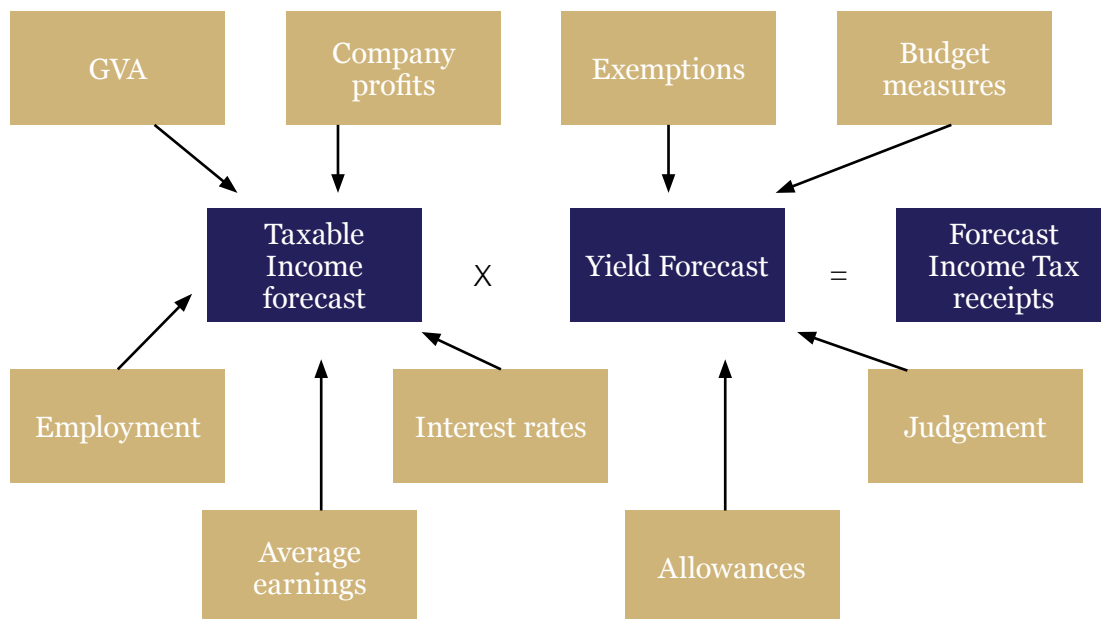 GVA
Company
profits
Exemptions
Budget
measures
Taxable
Income
forecast
X
Yield Forecast
=
Forecast
Income Tax
receipts
Employment
Interest rates
Judgement
Average
earnings
Allowances